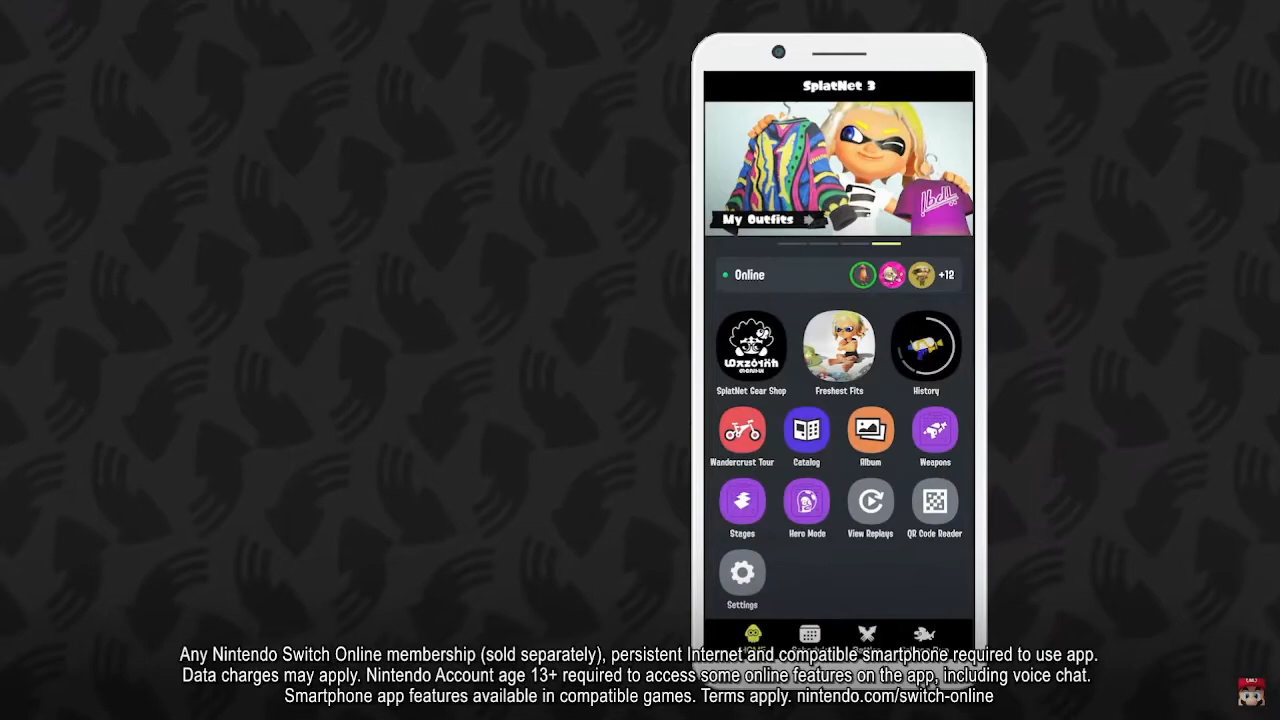 SplatNet 3
My Outfits
Online
+12
SplatNet Gear Shop
Freshest Fits
History
Wandercrust Tour
Catalog
Album
Weapons
Stages
Hero Mode
View Replays
QR Code Reader
Settings
Any Nintendo Switch Online membership (sold separately), persistent Internet and compatible smartphone required to use app.
Data charges may apply. Nintendo Account age 13+ required to access some online features on the app, including voice chat.
Smartphone app features available in compatible games. Terms apply. nintendo.com/switch-online